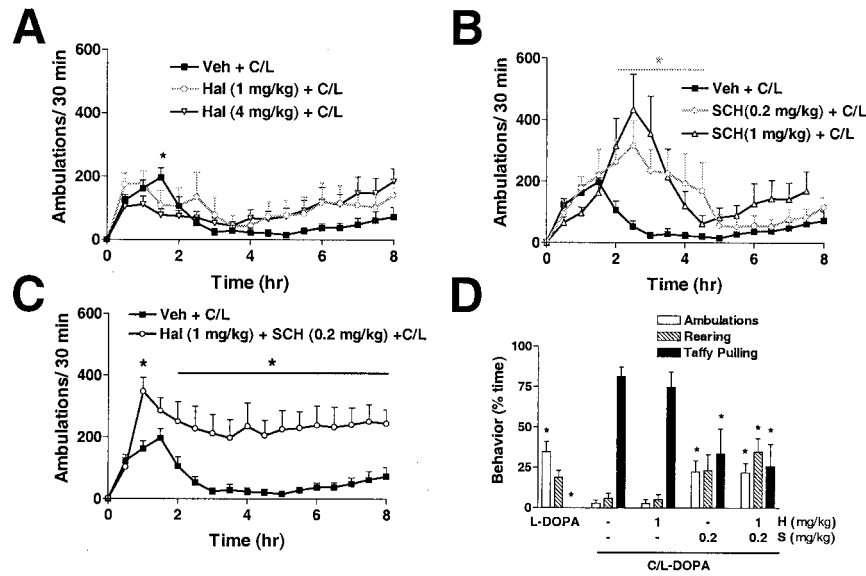 A
600
400
200
0
Ambulations/ 30 min
Veh + C/L
Hal (1 mg/kg) + C/L
Hal (4 mg/kg) + C/L
*
0 2 4 6 8
Time (hr)
B
600
400
200
0
Ambulations/ 30 min
*
Veh + C/L
SCH(0.2 mg/kg) + C/L
SCH(1 mg/kg) + C/L
0 2 4 6 8
Time (hr)
C
600
400
200
0
Ambulations/ 30 min
Veh + C/L
Hal (1 mg/kg) + SCH (0.2 mg/kg) +C/L
* *
0 2 4 6 8
Time (hr)
D
Ambulations
Rearing
Taffy Pulling
100
75
50
25
0
Behavior (% time)
* * * * * * *
L-DOPA - 1 - 1 H (mg/kg)
- - 0.2 0.2 S (mg/kg)
C/L-DOPA